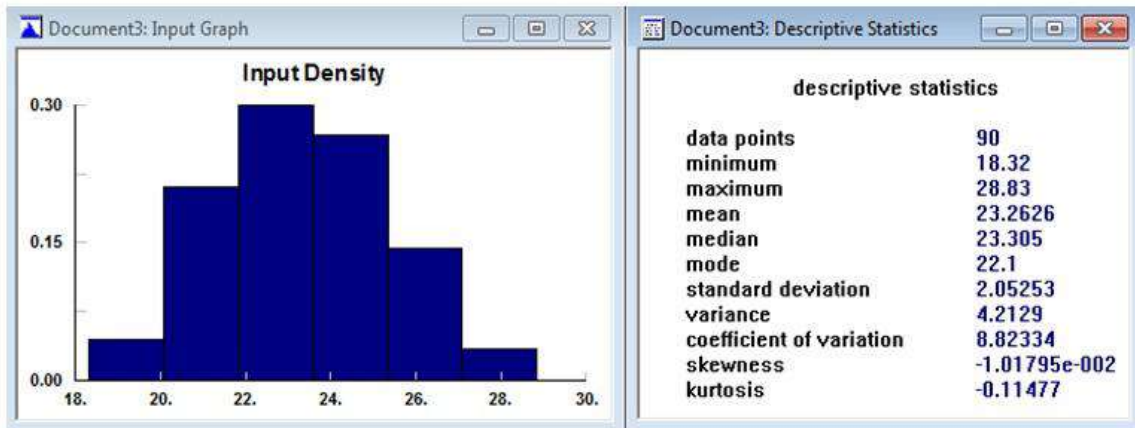 Document3: Input Graph
Input Density
0.30
0.15
0.00
18. 20. 22. 24. 26. 28. 30.
Document3: Descriptive Statistics
descriptive statistics
data points 90
minimum 18.32
maximum 28.83
mean 23.2626
median 23.305
mode 22.1
standard deviation 2.05253
variance 4.2129
coefficient of variation 8.82334
skewness -1.01795e-002
kurtosis -0.11477